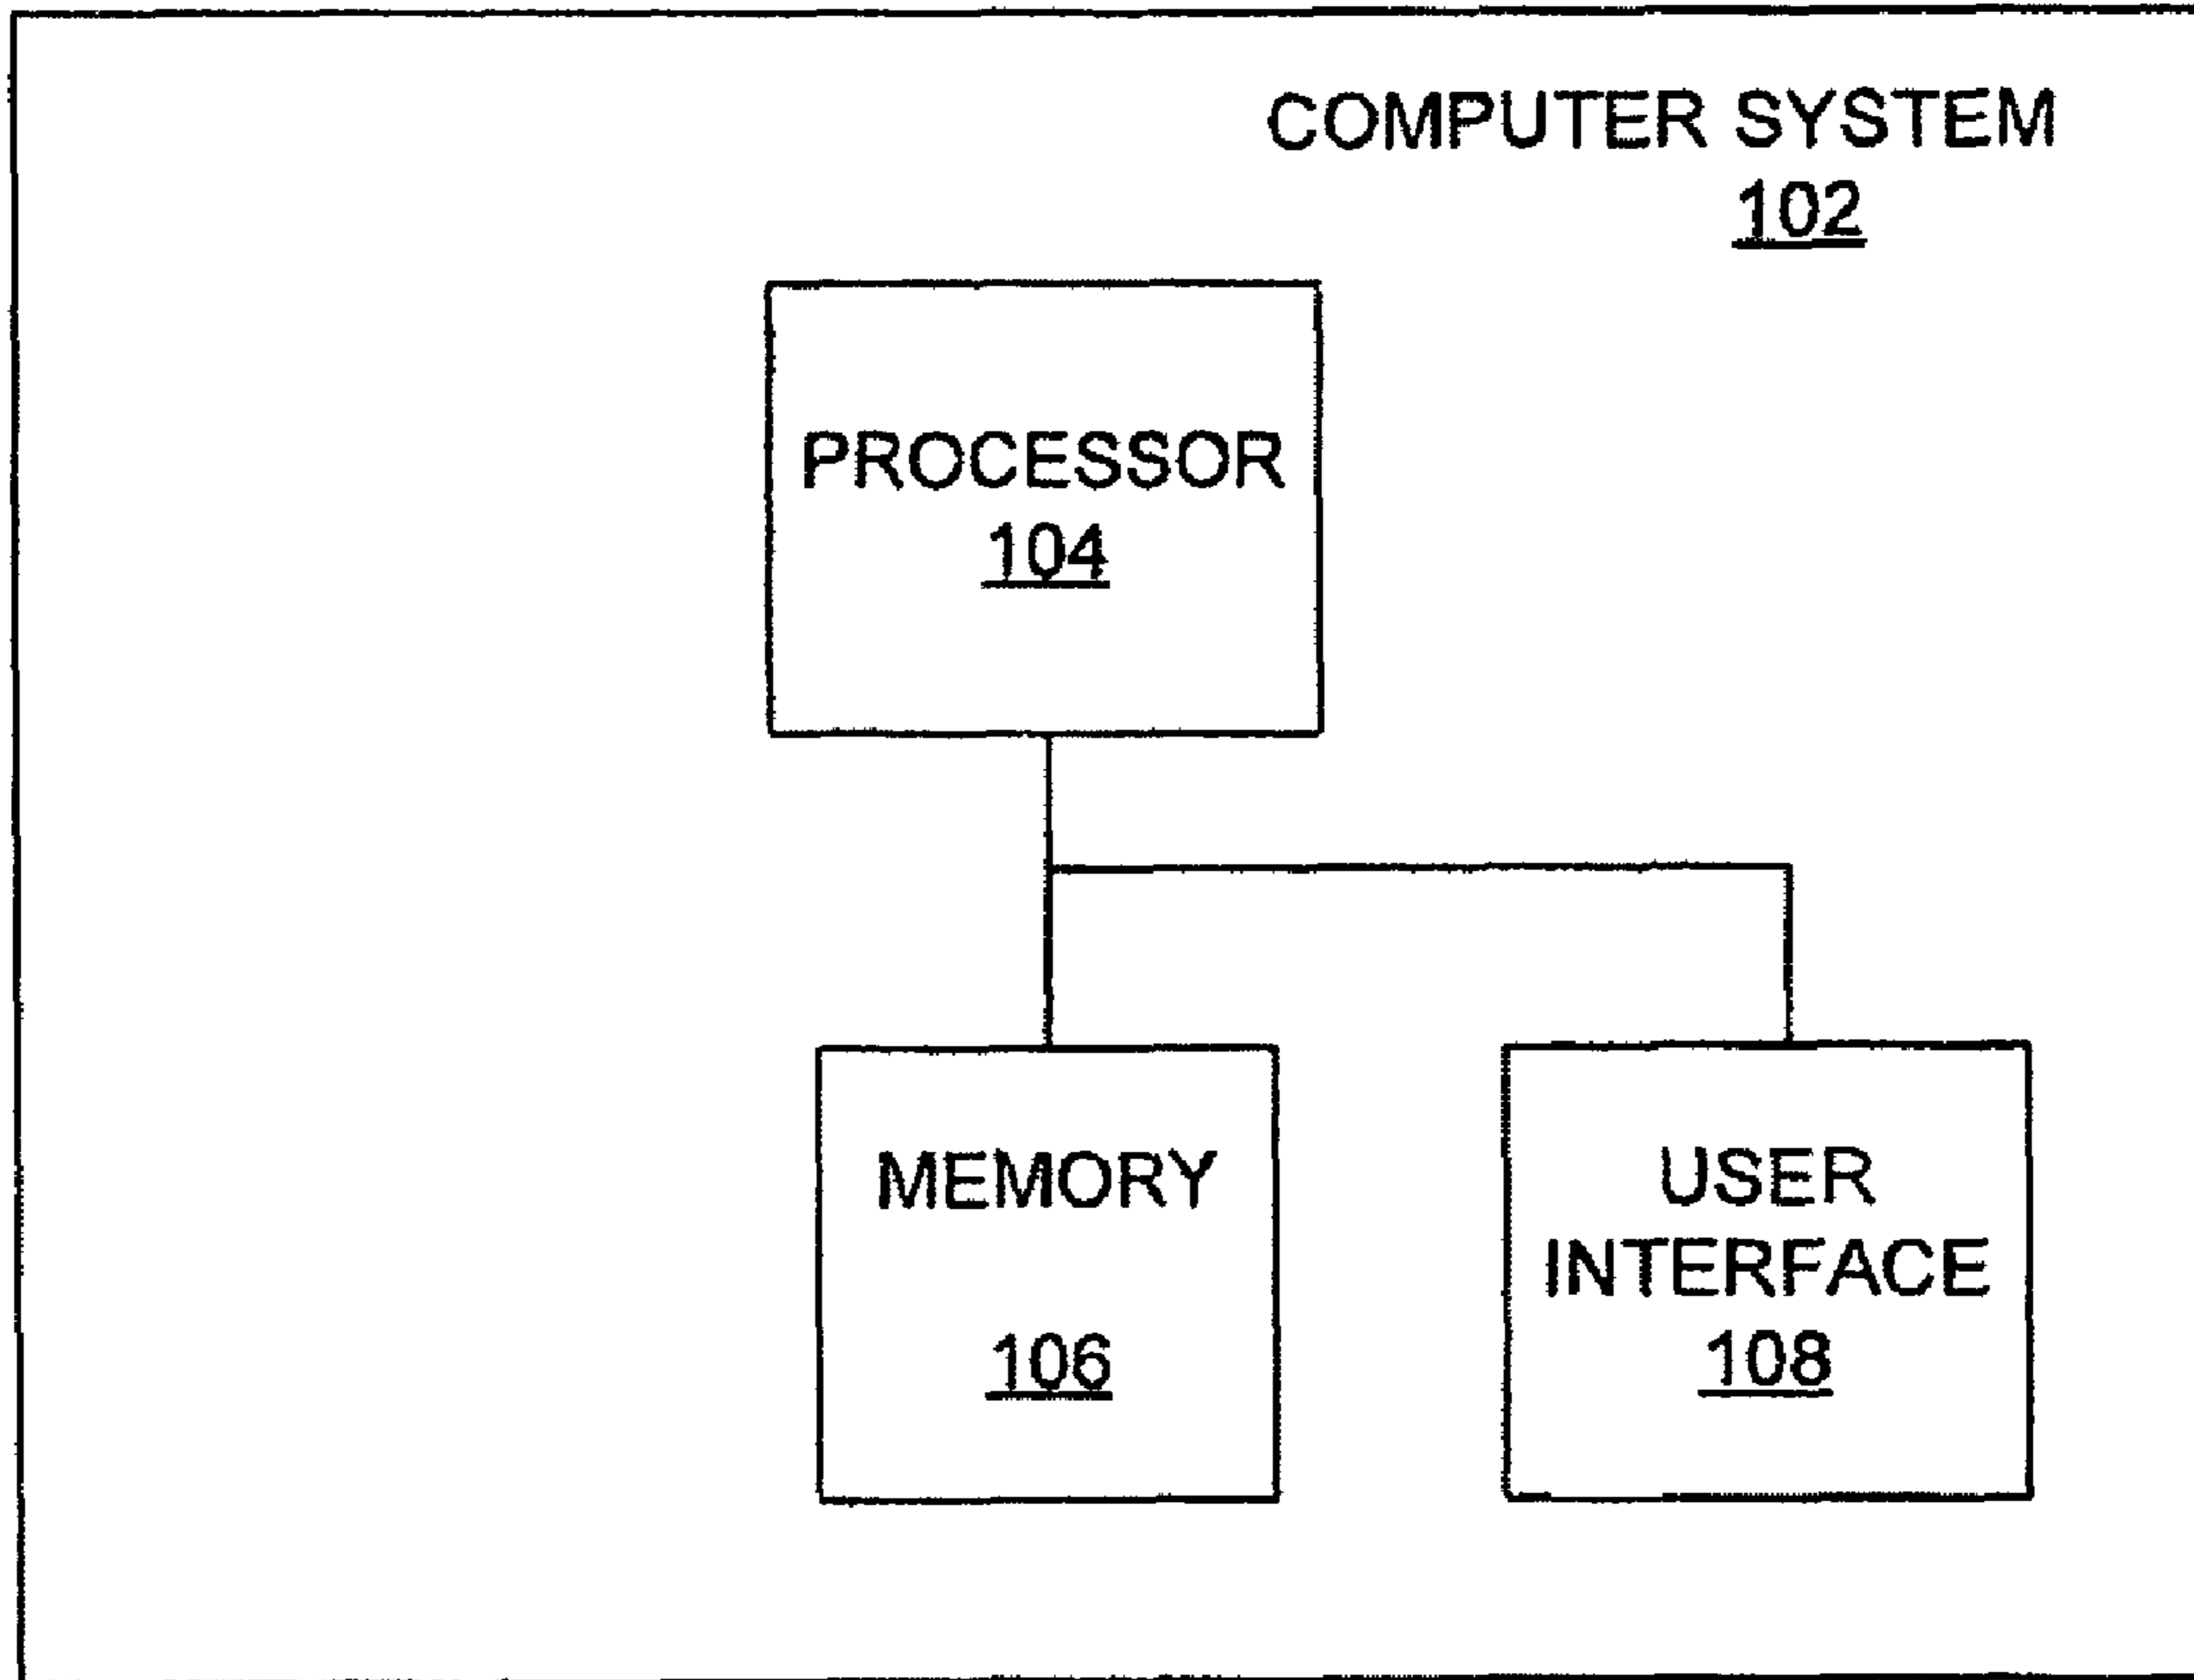 COMPUTER SYSTEM
102
PROCESSOR
104
MEMORY
106
USER
INTERFACE
108